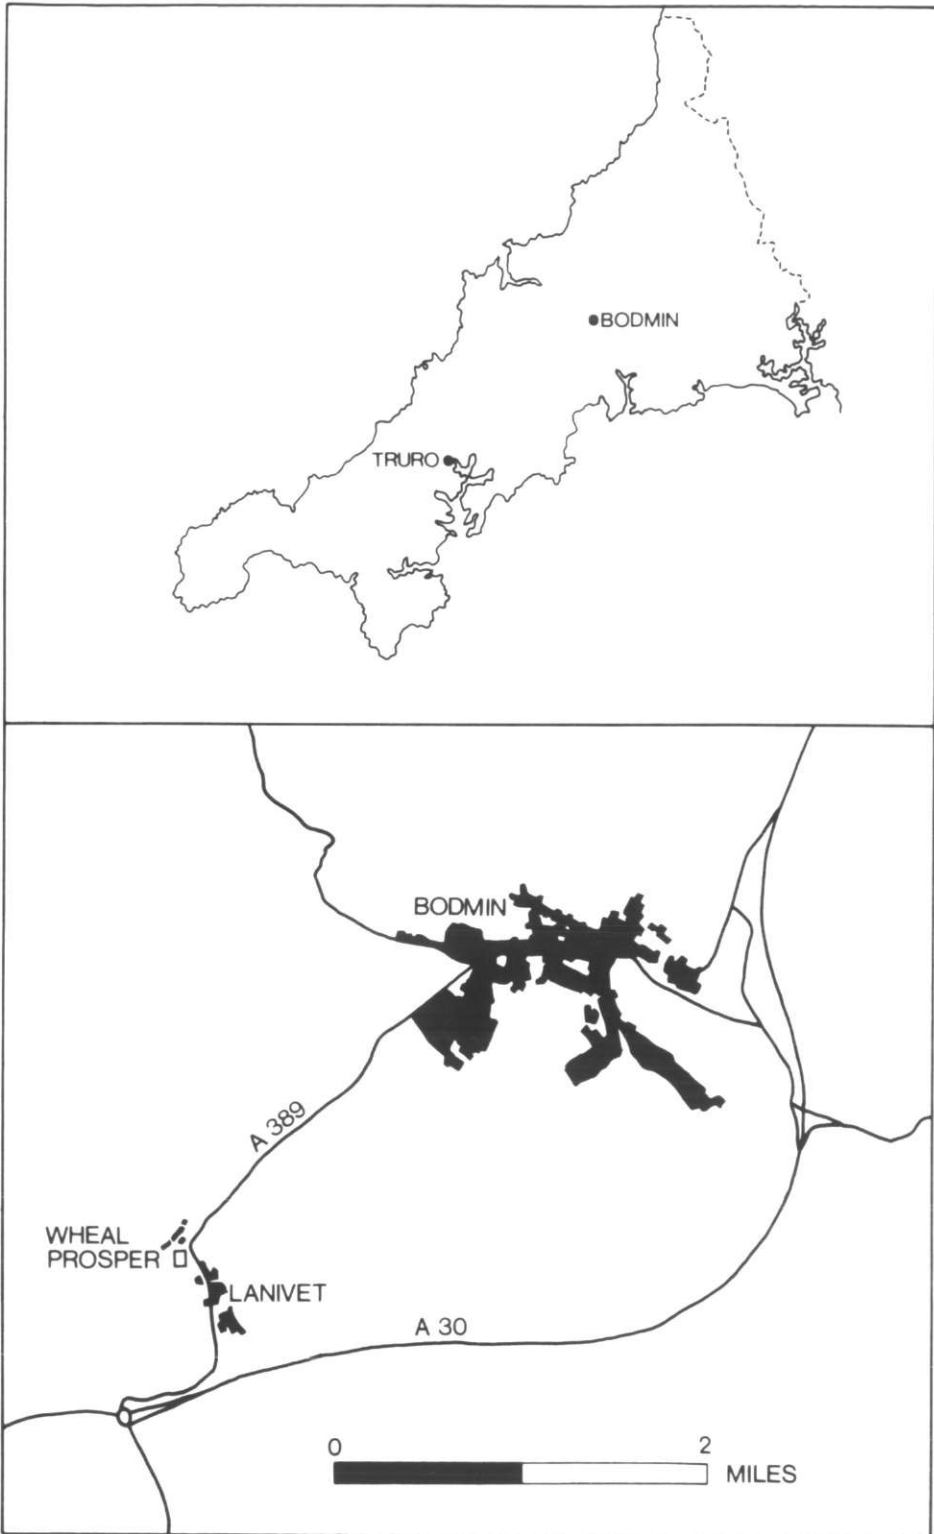 BODMIN
TRURO
BODMIN
A 389
WHEAL
PROSPER
LANIVET
A 30
0 2
MILES